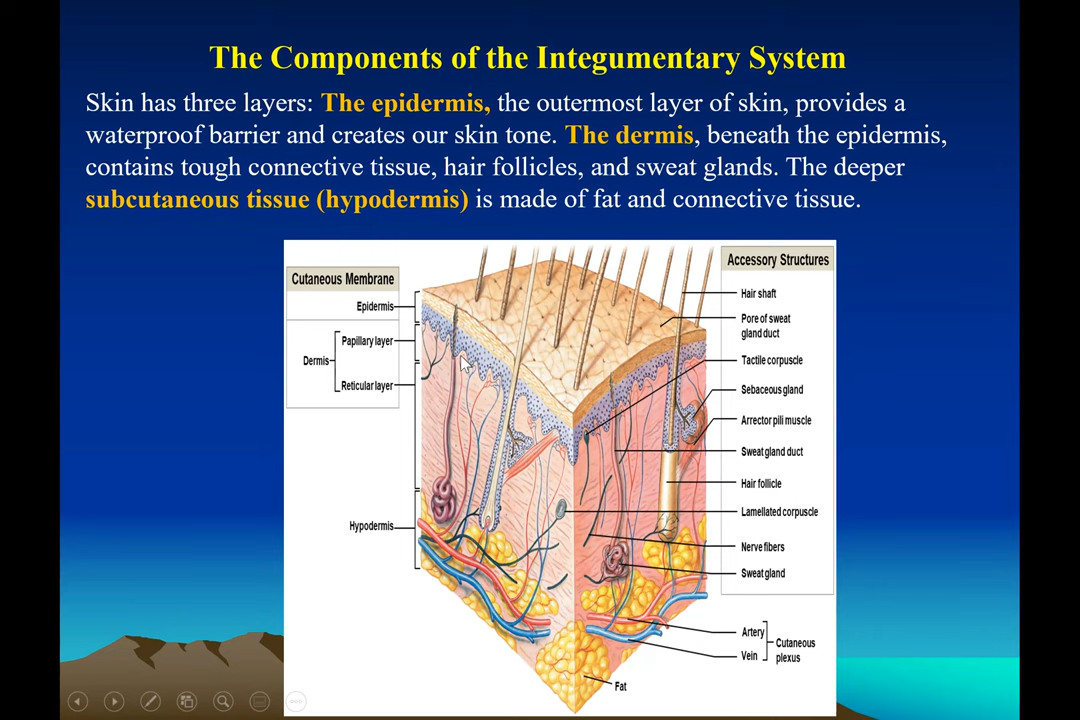 The Components of the Integumentary System
Skin has three layers: The epidermis, the outermost layer of skin, provides a
waterproof barrier and creates our skin tone. The dermis, beneath the epidermis,
contains tough connective tissue, hair follicles, and sweat glands. The deeper
subcutaneous tissue (hypodermis) is made of fat and connective tissue.
Cutaneous Membrane
Epidermis
Papillary layer
Dermis
Reticular layer
Hypodermis
Accessory Structures
Hair shaft
Pore of sweat
gland duct
Tactile corpuscle
Sebaceous gland
Arrector pili muscle
Sweat gland duct
Hair follicle
Lamellated corpuscle
Nerve fibers
Sweat gland
Artery
Vein
Cutaneous
plexus
Fat